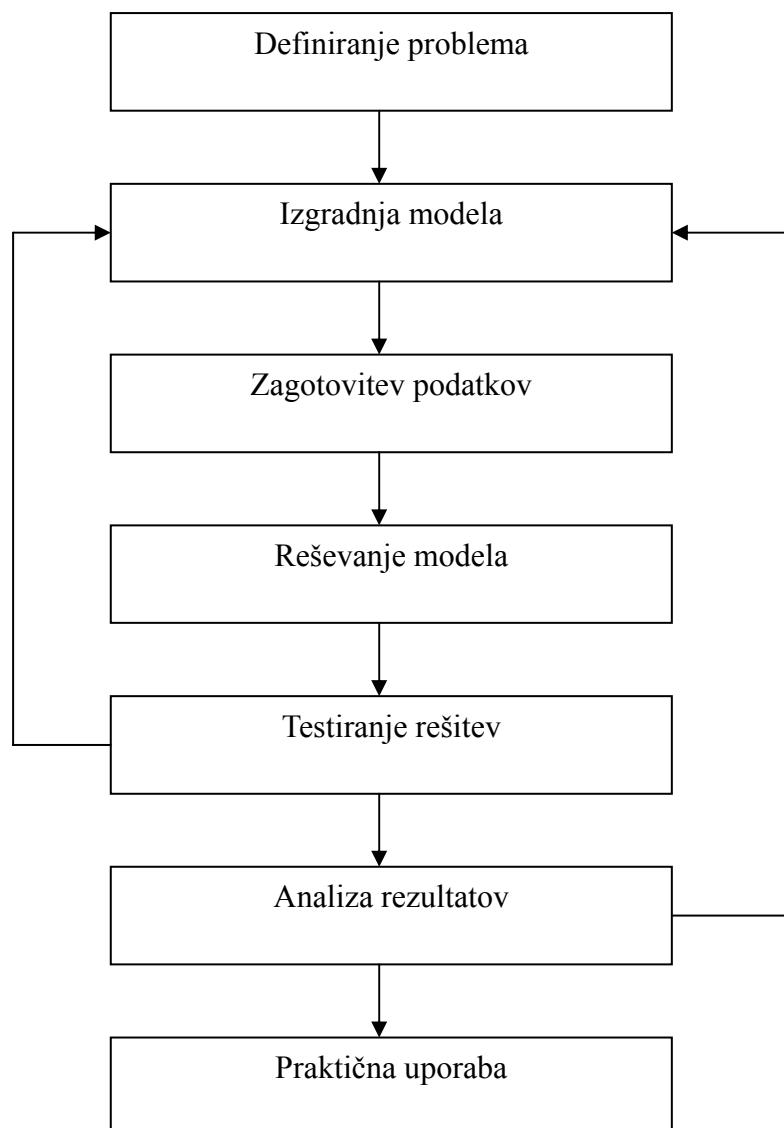 Definiranje problema
Izgradnja modela
Zagotovitev podatkov
Reševanje modela
Testiranje rešitev
Analiza rezultatov
Praktična uporaba